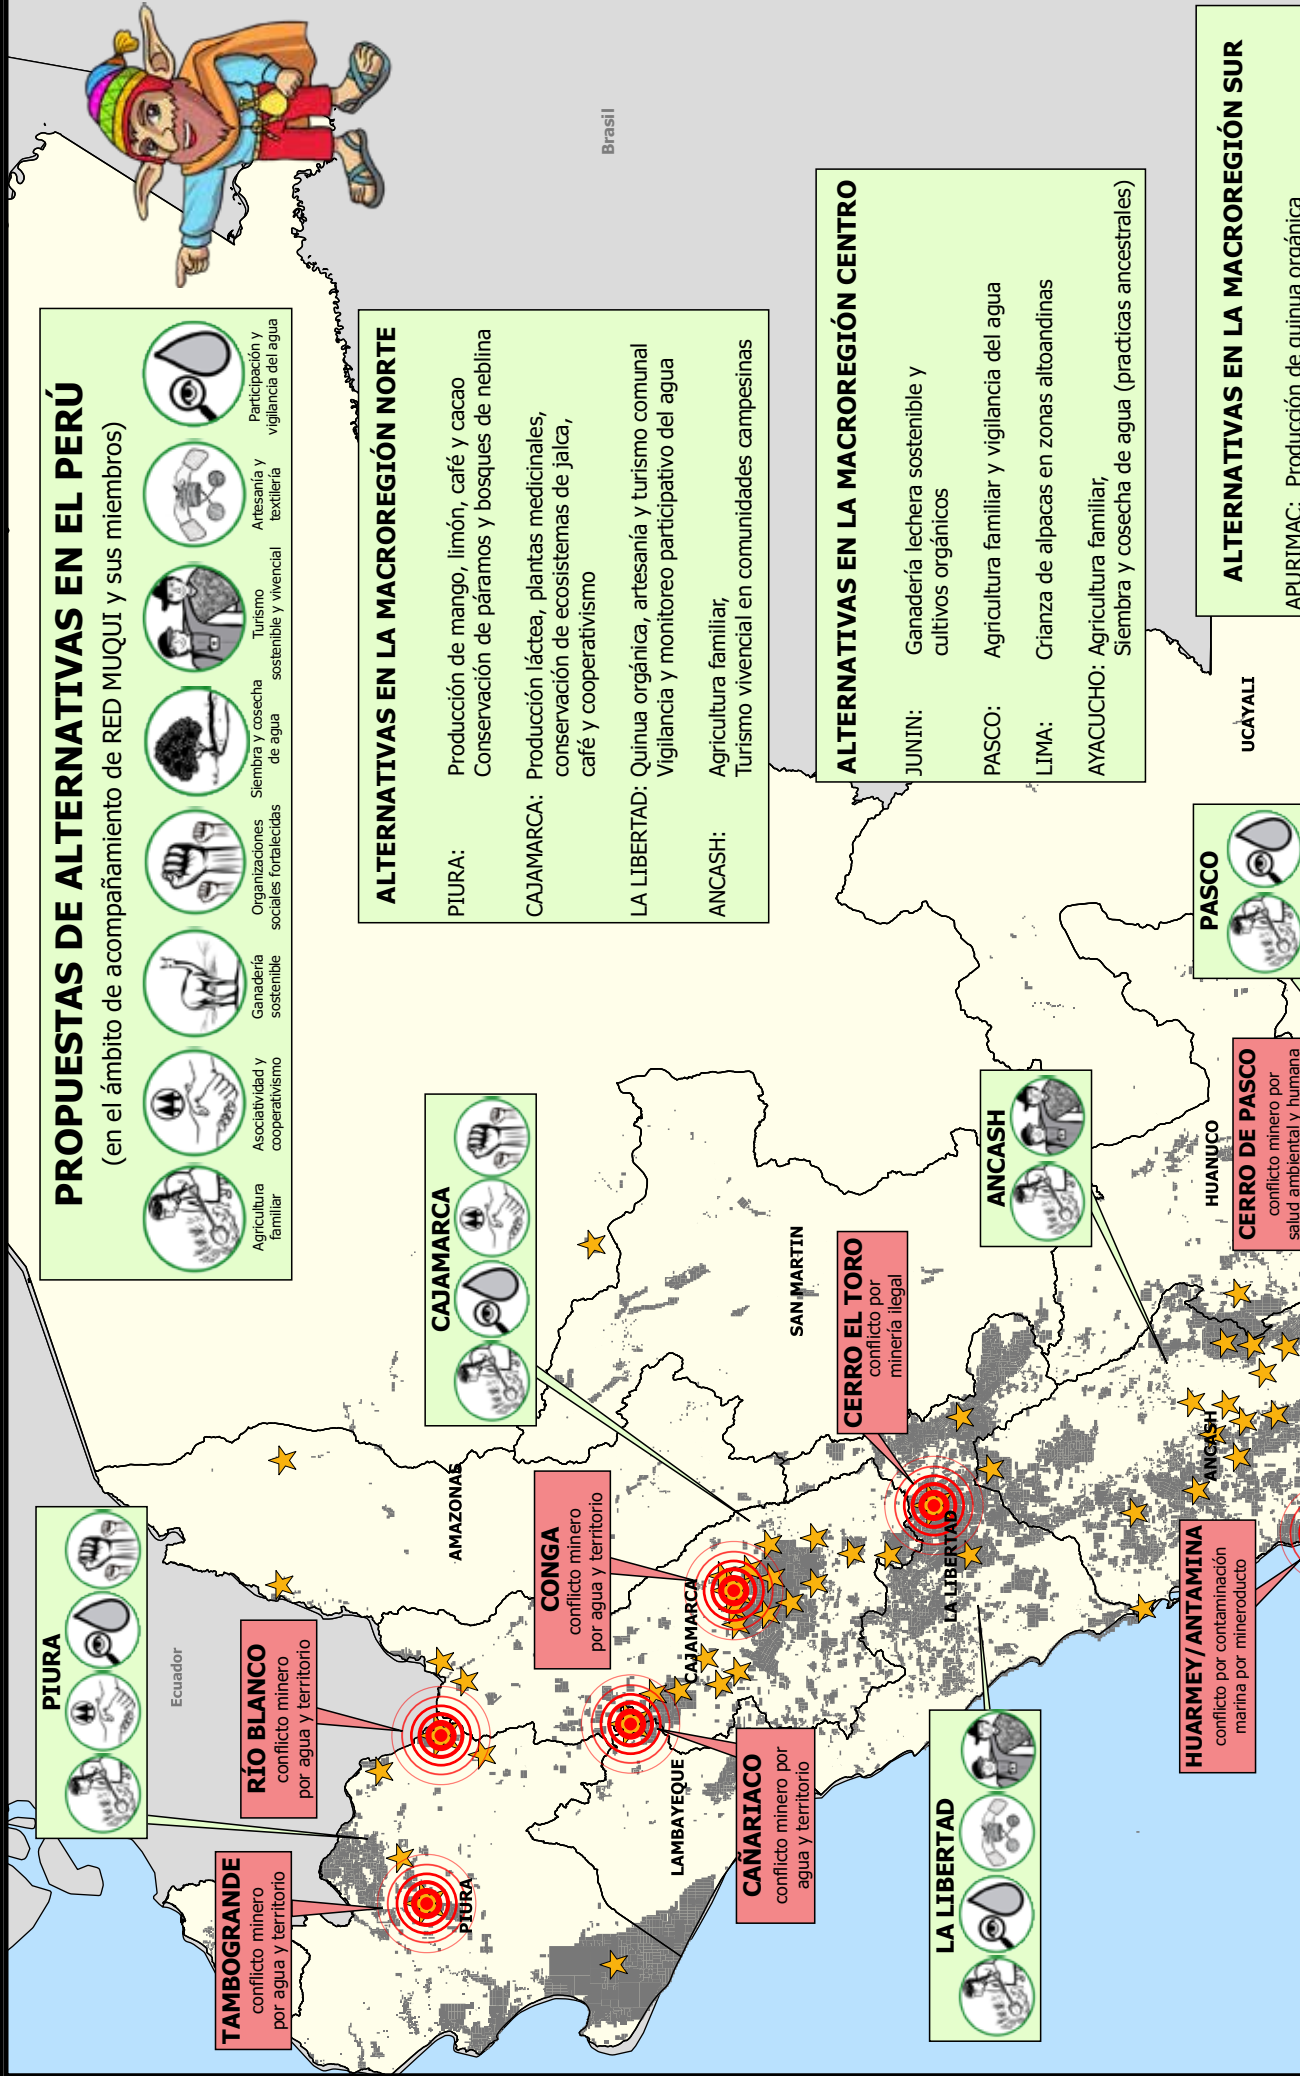 PROPUESTAS DE ALTERNATIVAS EN EL PERÚ
(en el ámbito de acompañamiento de RED MUQUI y sus miembros)
Agricultura
familiar
Asociatividad y
cooperativismo
Ganadería
sostenible
Organizaciones
sociales fortalecidas
Siembra y cosecha
de agua
Turismo
sostenible y vivencial
Artesanía y
textilería
Participación y
vigilancia del agua
ALTERNATIVAS EN LA MACROREGIÓN NORTE
PIURA: Producción de mango, limón, café y cacao
Conservación de páramos y bosques de neblina
CAJAMARCA: Producción láctea, plantas medicinales,
conservación de ecosistemas de jalca,
café y cooperativismo
LA LIBERTAD: Quinua orgánica, artesanía y turismo comunal
Vigilancia y monitoreo participativo del agua
ANCASH: Agricultura familiar,
Turismo vivencial en comunidades campesinas
ALTERNATIVAS EN LA MACROREGIÓN CENTRO
JUNIN: Ganadería lechera sostenible y
cultivos orgánicos
PASCO: Agricultura familiar y vigilancia del agua
LIMA: Crianza de alpacas en zonas altoandinas
AYACUCHO: Agricultura familiar,
Siembra y cosecha de agua (practicas ancestrales)
ALTERNATIVAS EN LA MACROREGIÓN SUR
APURIMAC: Producción de quinua orgánica
Brasil
Ecuador
PIURA
TAMBOGRANDE
conflicto minero
por agua y territorio
RÍO BLANCO
conflicto minero
por agua y territorio
CAJAMARCA
CONGA
conflicto minero
por agua y territorio
CAÑARIACO
conflicto minero por
agua y territorio
CERRO EL TORO
conflicto por
minería ilegal
LA LIBERTAD
ANCASH
HUARMEY/ANTAMINA
conflicto por contaminación
marina por mineroducto
PASCO
CERRO DE PASCO
conflicto minero por
salud ambiental y humana
PIURA
AMAZONAS
LAMBAYEQUE
CAJAMARCA
SAN MARTIN
LA LIBERTAD
ANCASH
HUANUCO
UCAYALI